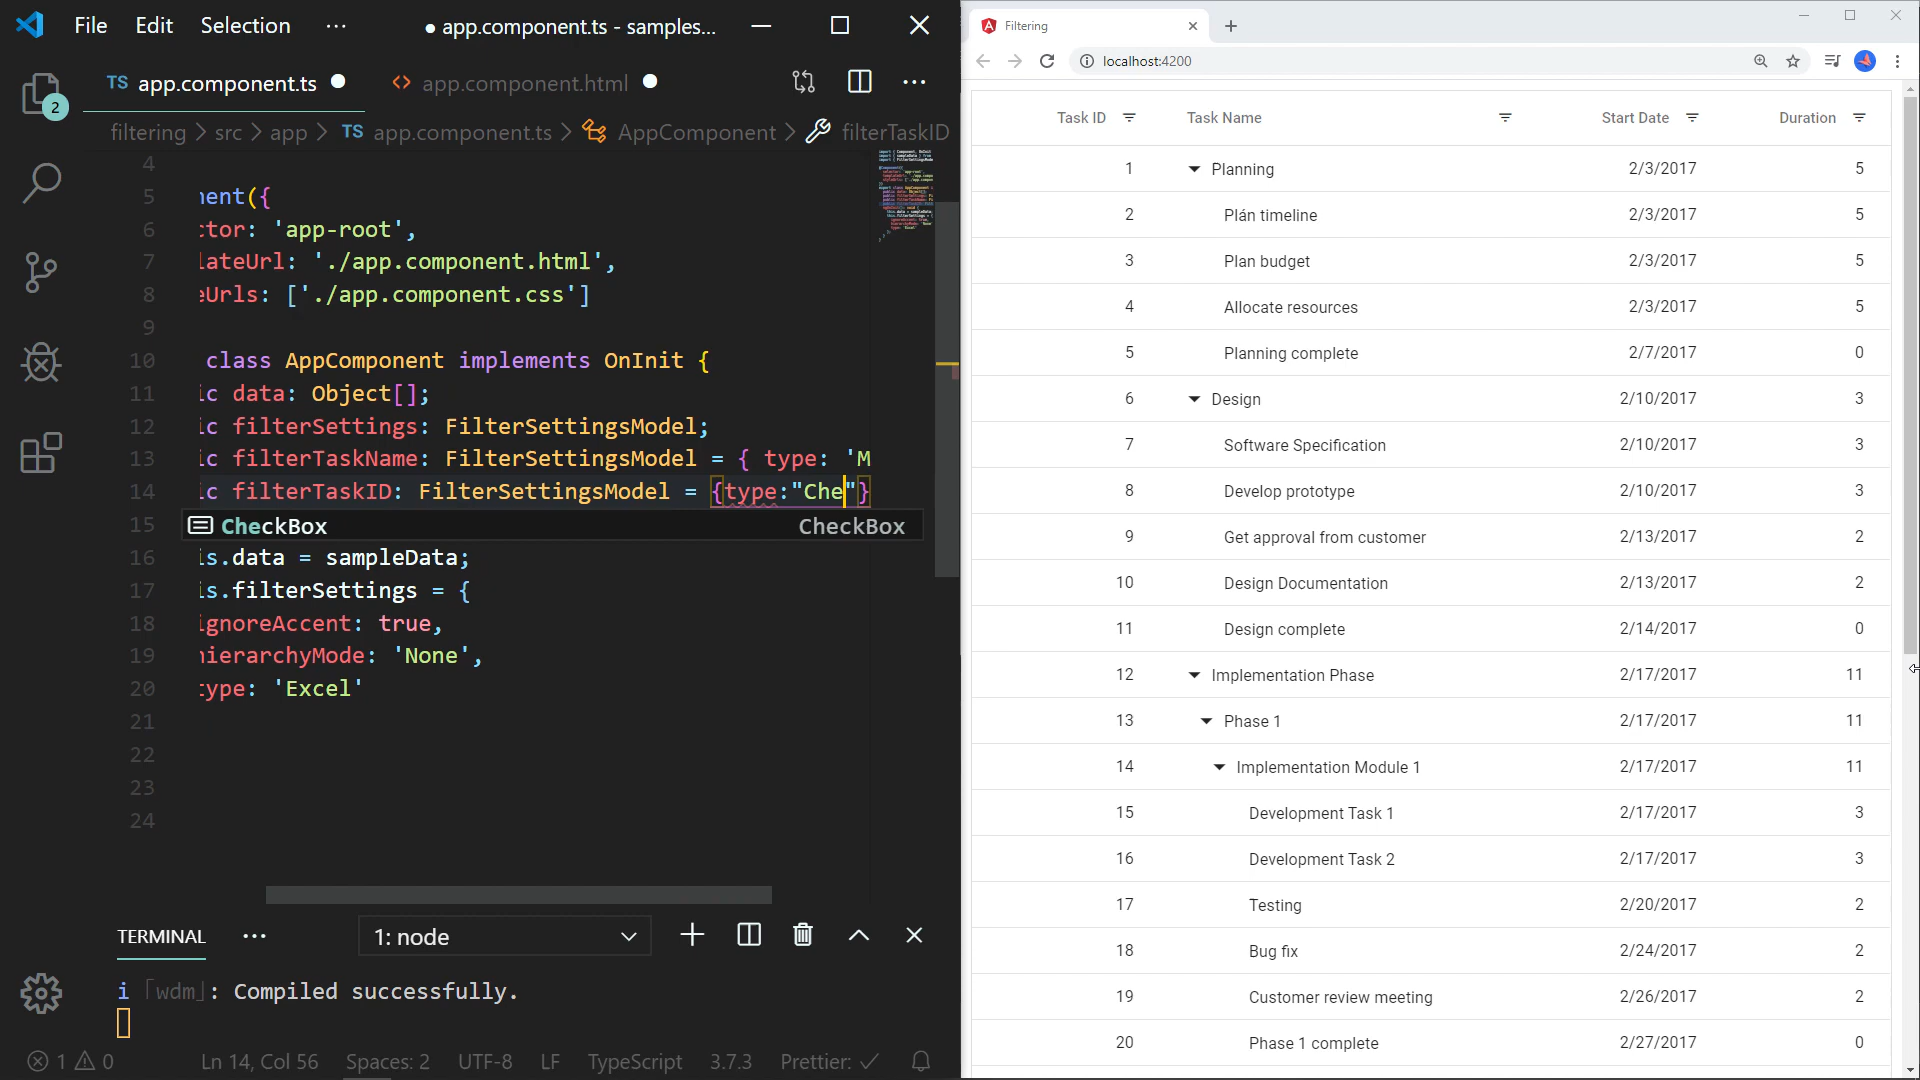 File Edit Selection ··· ● app.component.ts - samples...
TS app.component.ts ● <> app.component.html ●
2
filtering > src > app > TS app.component.ts > AppComponent > filterTaskID
4
5 nent({
6 ctor: 'app-root',
7 lateUrl: './app.component.html',
8 eUrls: ['./app.component.css']
9
10 class AppComponent implements OnInit {
11 ic data: Object[];
12 ic filterSettings: FilterSettingsModel;
13 ic filterTaskName: FilterSettingsModel = { type: 'M
14 ic filterTaskID: FilterSettingsModel = {type:"Che"}
15 CheckBox CheckBox
16 is.data = sampleData;
17 is.filterSettings = {
18 ignoreAccent: true,
19 hierarchyMode: 'None',
20 type: 'Excel'
21
22
23
24
TERMINAL ··· 1: node
i ｢wdm｣: Compiled successfully.
1 0 Ln 14, Col 56 Spaces: 2 UTF-8 LF TypeScript 3.7.3 Prettier: ✓
Filtering
localhost:4200
Task ID Task Name Start Date Duration
1 Planning 2/3/2017 5
2 Plán timeline 2/3/2017 5
3 Plan budget 2/3/2017 5
4 Allocate resources 2/3/2017 5
5 Planning complete 2/7/2017 0
6 Design 2/10/2017 3
7 Software Specification 2/10/2017 3
8 Develop prototype 2/10/2017 3
9 Get approval from customer 2/13/2017 2
10 Design Documentation 2/13/2017 2
11 Design complete 2/14/2017 0
12 Implementation Phase 2/17/2017 11
13 Phase 1 2/17/2017 11
14 Implementation Module 1 2/17/2017 11
15 Development Task 1 2/17/2017 3
16 Development Task 2 2/17/2017 3
17 Testing 2/20/2017 2
18 Bug fix 2/24/2017 2
19 Customer review meeting 2/26/2017 2
20 Phase 1 complete 2/27/2017 0